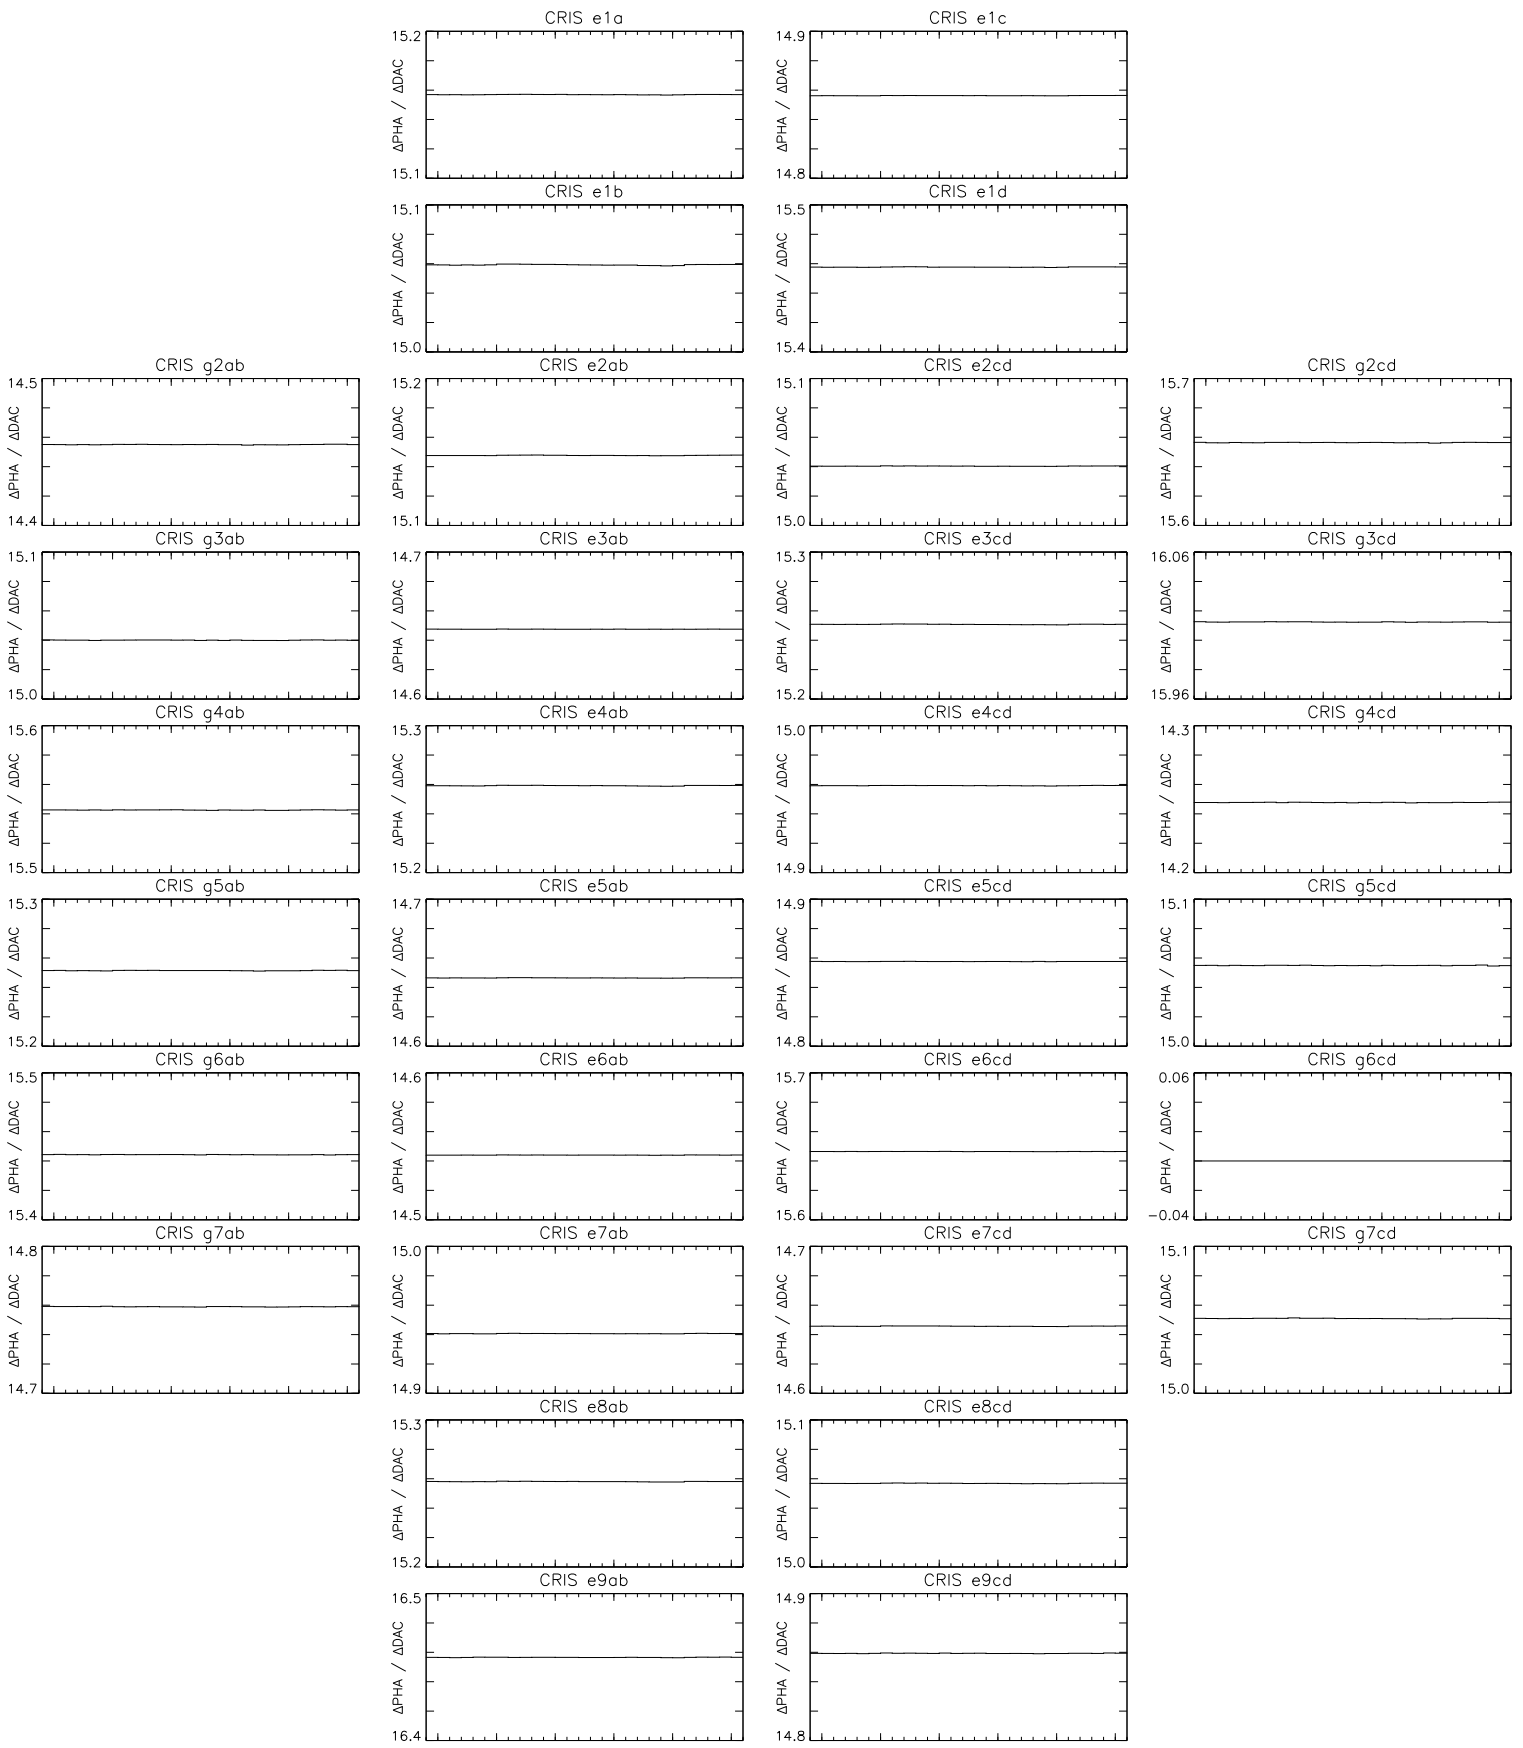 CRIS e1a
CRIS e1c
15.2
ΔPHA / ΔDAC
15.1
14.9
ΔPHA / ΔDAC
14.8
CRIS e1b
CRIS e1d
15.1
ΔPHA / ΔDAC
15.0
15.5
ΔPHA / ΔDAC
15.4
CRIS g2ab
CRIS e2ab
CRIS e2cd
CRIS g2cd
14.5
ΔPHA / ΔDAC
14.4
15.2
ΔPHA / ΔDAC
15.1
15.1
ΔPHA / ΔDAC
15.0
15.7
ΔPHA / ΔDAC
15.6
CRIS g3ab
CRIS e3ab
CRIS e3cd
CRIS g3cd
15.1
ΔPHA / ΔDAC
15.0
14.7
ΔPHA / ΔDAC
14.6
15.3
ΔPHA / ΔDAC
15.2
16.06
ΔPHA / ΔDAC
15.96
CRIS g4ab
CRIS e4ab
CRIS e4cd
CRIS g4cd
15.6
ΔPHA / ΔDAC
15.5
15.3
ΔPHA / ΔDAC
15.2
15.0
ΔPHA / ΔDAC
14.9
14.3
ΔPHA / ΔDAC
14.2
CRIS g5ab
CRIS e5ab
CRIS e5cd
CRIS g5cd
15.3
ΔPHA / ΔDAC
15.2
14.7
ΔPHA / ΔDAC
14.6
14.9
ΔPHA / ΔDAC
14.8
15.1
ΔPHA / ΔDAC
15.0
CRIS g6ab
CRIS e6ab
CRIS e6cd
CRIS g6cd
15.5
ΔPHA / ΔDAC
15.4
14.6
ΔPHA / ΔDAC
14.5
15.7
ΔPHA / ΔDAC
15.6
0.06
ΔPHA / ΔDAC
−0.04
CRIS g7ab
CRIS e7ab
CRIS e7cd
CRIS g7cd
14.8
ΔPHA / ΔDAC
14.7
15.0
ΔPHA / ΔDAC
14.9
14.7
ΔPHA / ΔDAC
14.6
15.1
ΔPHA / ΔDAC
15.0
CRIS e8ab
CRIS e8cd
15.3
ΔPHA / ΔDAC
15.2
15.1
ΔPHA / ΔDAC
15.0
CRIS e9ab
CRIS e9cd
16.5
ΔPHA / ΔDAC
16.4
14.9
ΔPHA / ΔDAC
14.8